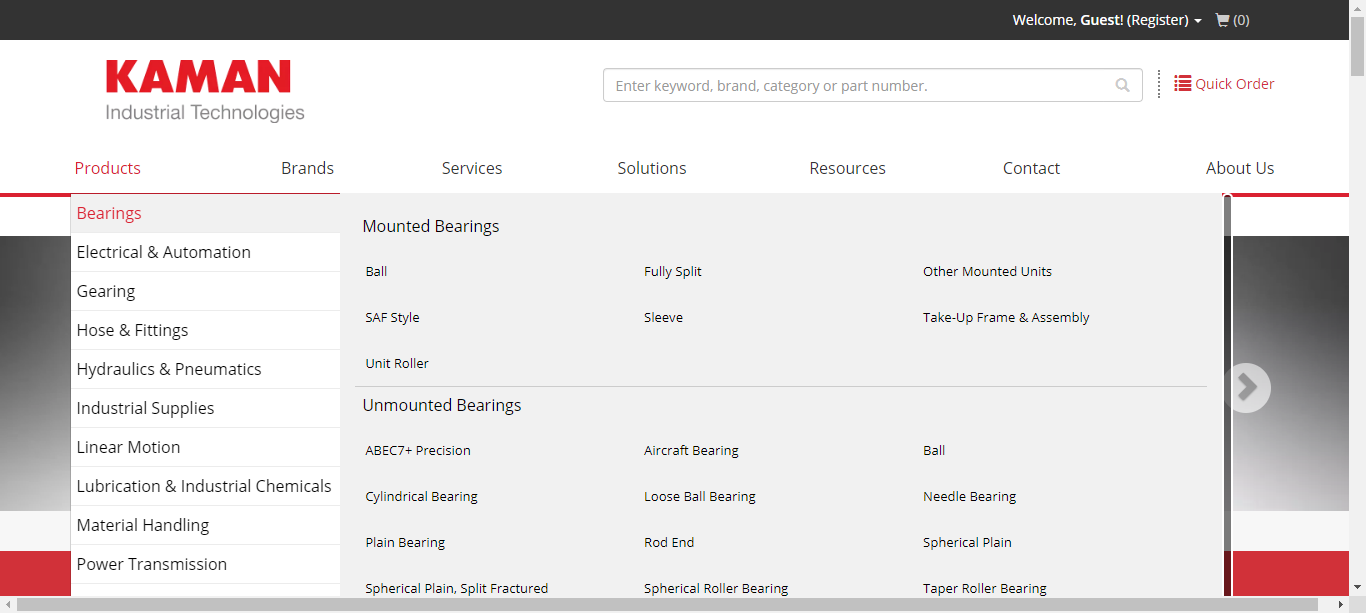 Welcome, Guest! (Register) (0)
KAMAN
Industrial Technologies
Enter keyword, brand, category or part number.
Quick Order
Products Brands Services Solutions Resources Contact About Us
Bearings
Electrical & Automation
Gearing
Hose & Fittings
Hydraulics & Pneumatics
Industrial Supplies
Linear Motion
Lubrication & Industrial Chemicals
Material Handling
Power Transmission
Mounted Bearings
Ball Fully Split Other Mounted Units
SAF Style Sleeve Take-Up Frame & Assembly
Unit Roller
Unmounted Bearings
ABEC7+ Precision Aircraft Bearing Ball
Cylindrical Bearing Loose Ball Bearing Needle Bearing
Plain Bearing Rod End Spherical Plain
Spherical Plain, Split Fractured Spherical Roller Bearing Taper Roller Bearing